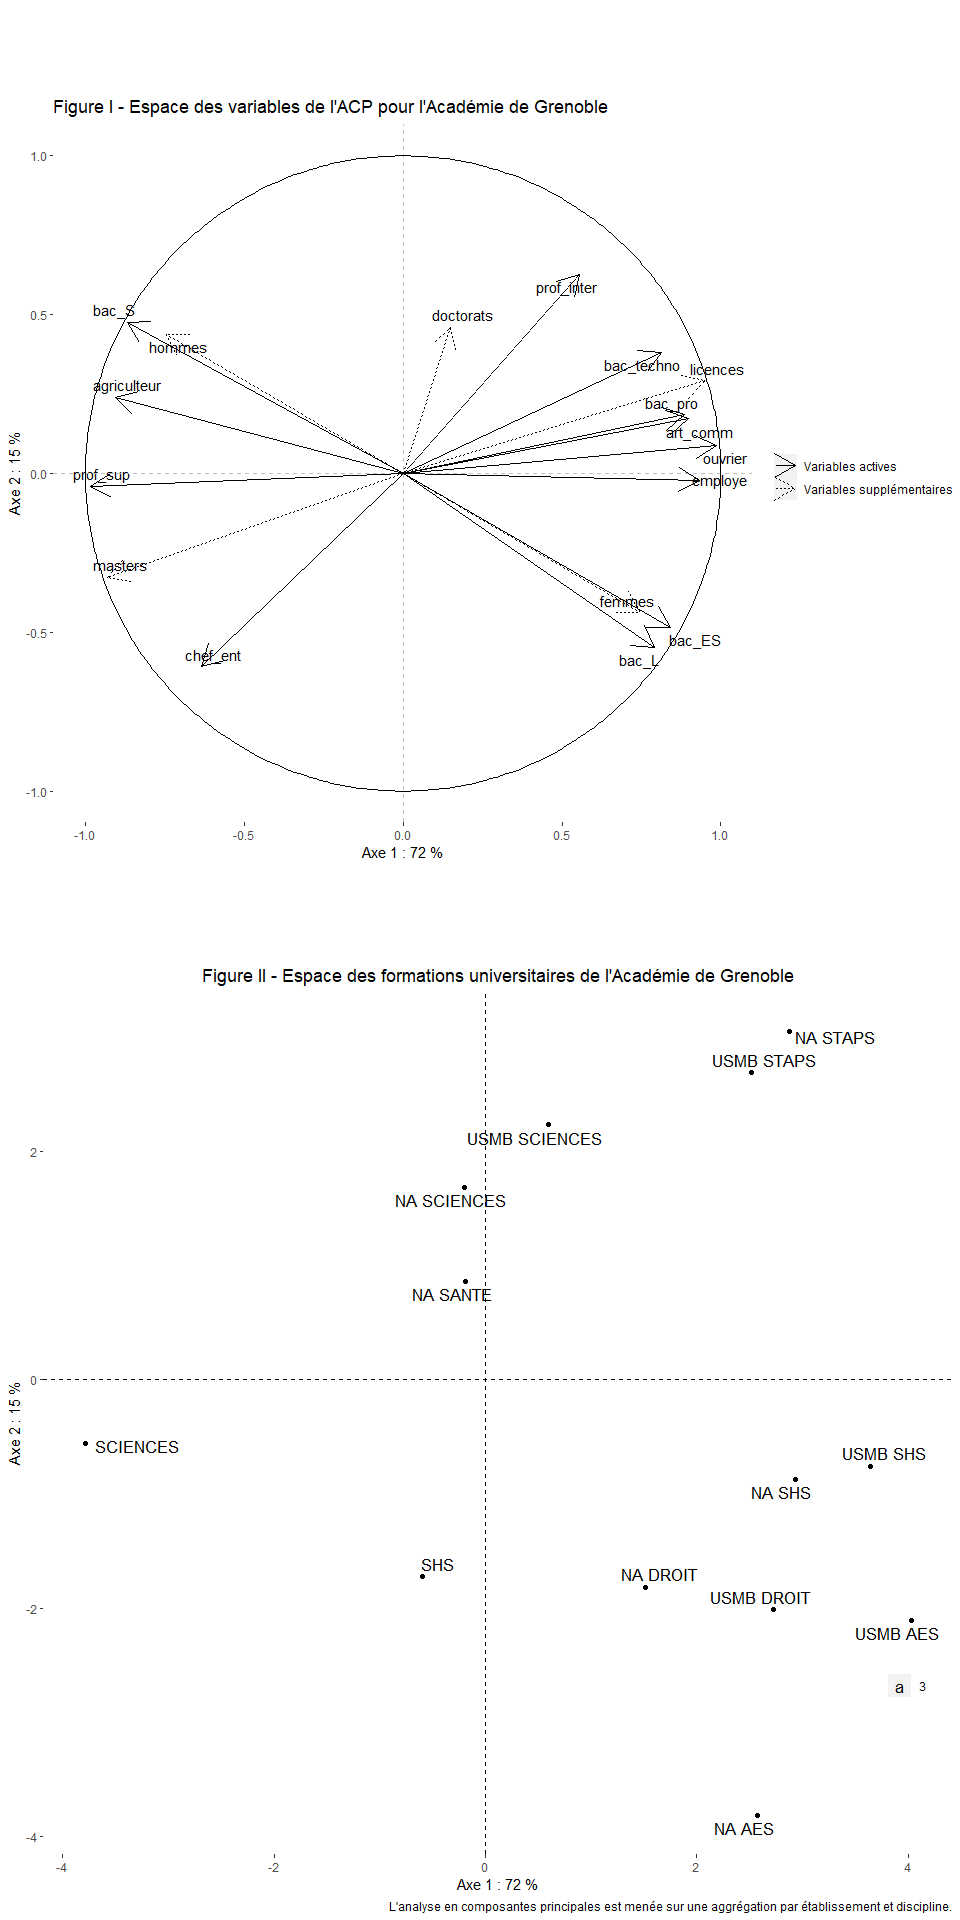 Figure I - Espace des variables de l'ACP pour l'Académie de Grenoble
1.0
bac_S
0.5
doctorats
prof_inter
hommes
bac_techno
licences
agriculteur
bac_pro
art_comm
ouvrier
Variables actives
Axe 2 : 15 %
0.0
prof_sup
employe
Variables supplémentaires
masters
femmes
-0.5
bac_ES
chef_ent
bac_L
-1.0
-1.0
-0.5
0.0
0.5
1.0
Axe 1 : 72 %
Figure II - Espace des formations universitaires de l'Académie de Grenoble
NA STAPS
USMB STAPS
USMB SCIENCES
2
NA SCIENCES
NA SANTE
0
Axe 2 : 15 %
SCIENCES
USMB SHS
NA SHS
SHS
NA DROIT
USMB DROIT
-2
USMB AES
a 3
NA AES
-4
-4
-2
0
2
4
Axe 1 : 72 %
L'analyse en composantes principales est menée sur une aggrégation par établissement et discipline.